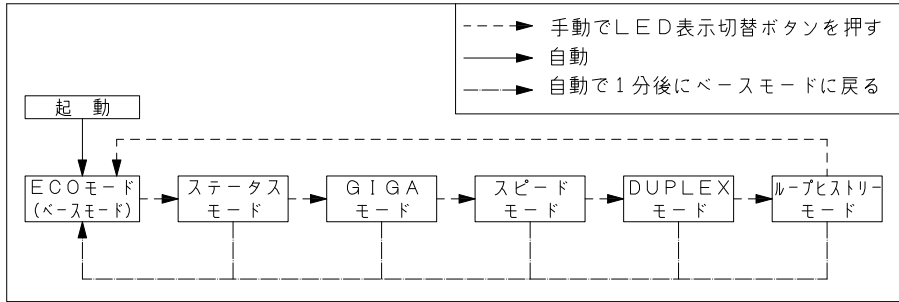 手動でLED表示切替ボタンを押す
自動
自動で1分後にベースモードに戻る
起動
ECOモード
(ベースモード)
ステータス
モード
GIGA
モード
スピード
モード
DUPLEX
モード
ループヒストリー
モード